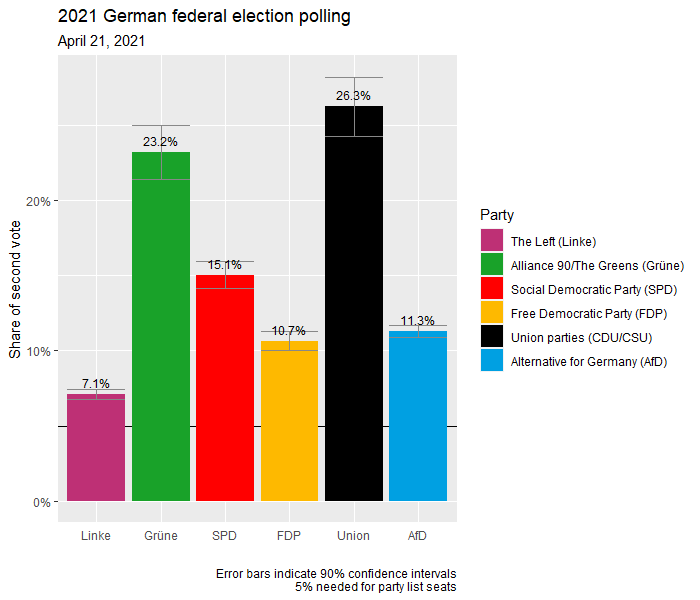 2021 German federal election polling
April 21, 2021
Share of second vote
20%
10%
0%
7.1%
23.2%
15.1%
10.7%
26.3%
11.3%
Linke
Grüne
SPD
FDP
Union
AfD
Party
The Left (Linke)
Alliance 90/The Greens (Grüne)
Social Democratic Party (SPD)
Free Democratic Party (FDP)
Union parties (CDU/CSU)
Alternative for Germany (AfD)
Error bars indicate 90% confidence intervals
5% needed for party list seats